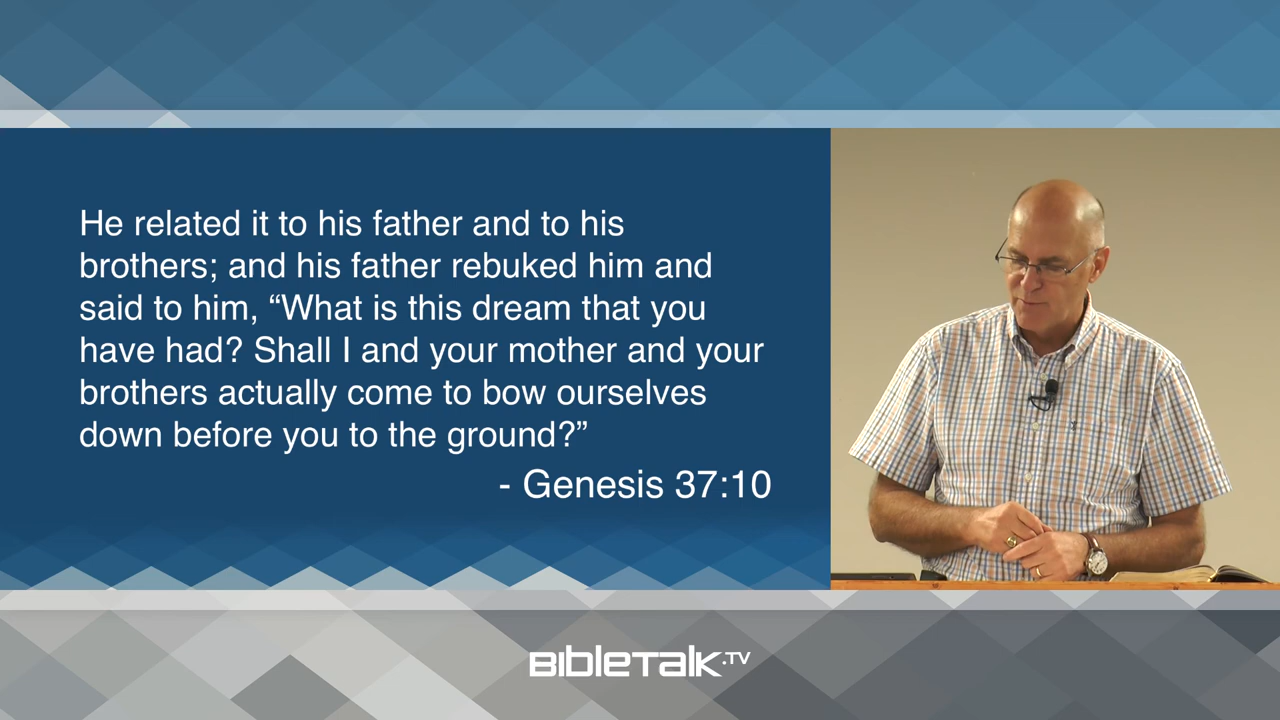 He related it to his father and to his
brothers; and his father rebuked him and
said to him, “What is this dream that you
have had? Shall I and your mother and your
brothers actually come to bow ourselves
down before you to the ground?”
- Genesis 37:10
BIBLETALK.TV